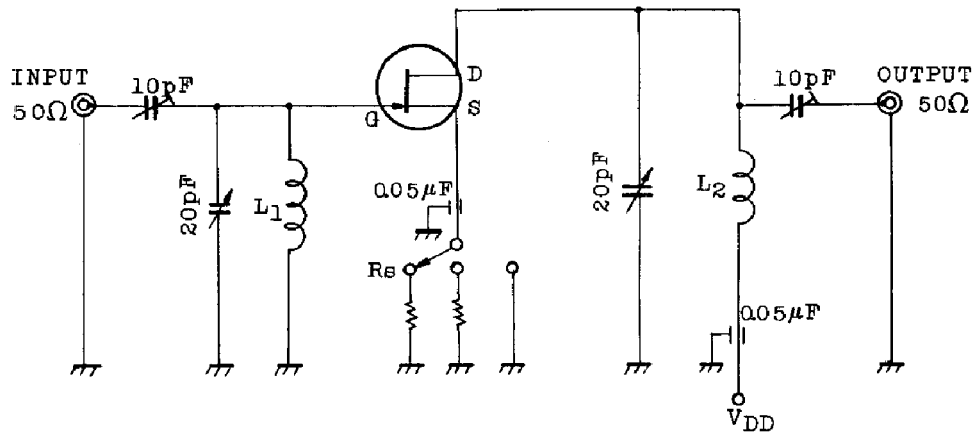 INPUT
50Ω
10pF
20pF
L1
G
D
S
0.05μF
Rs
20pF
L2
10pF
OUTPUT
50Ω
0.05μF
VDD